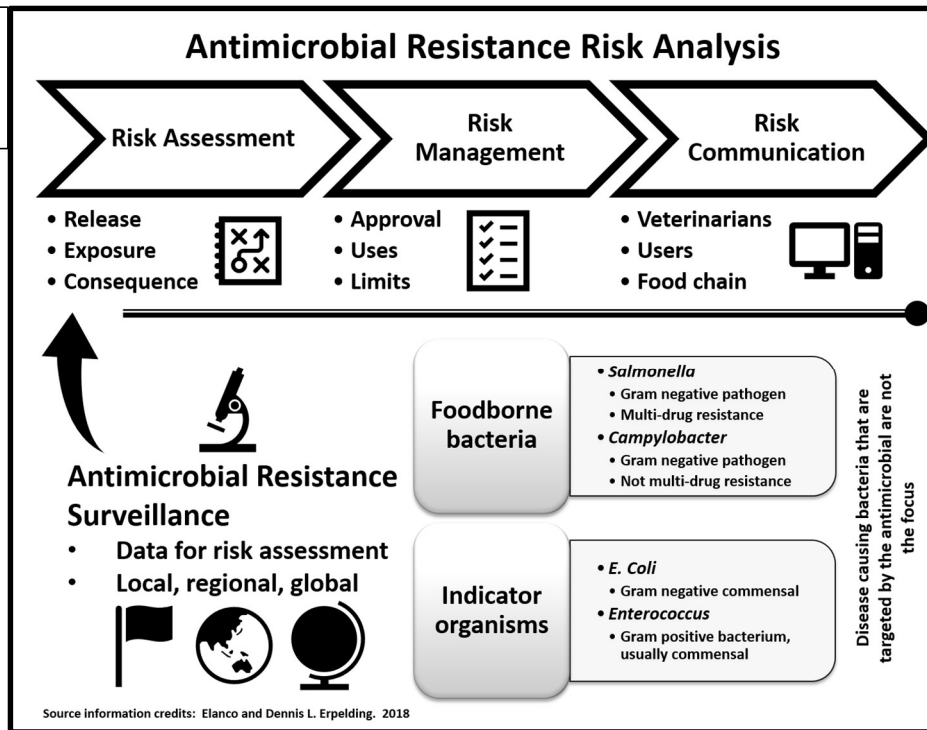 Antimicrobial Resistance Risk Analysis
Risk Assessment
Risk
Management
Risk
Communication
• Release
• Exposure
• Consequence
• Approval
• Uses
• Limits
• Veterinarians
• Users
• Food chain
Antimicrobial Resistance
Surveillance
• Data for risk assessment
• Local, regional, global
Foodborne
bacteria
• Salmonella
• Gram negative pathogen
• Multi-drug resistance
• Campylobacter
• Gram negative pathogen
• Not multi-drug resistance
Indicator
organisms
• E. Coli
• Gram negative commensal
• Enterococcus
• Gram positive bacterium,
usually commensal
Disease causing bacteria that are
targeted by the antimicrobial are not
the focus
Source information credits: Elanco and Dennis L. Erpelding. 2018